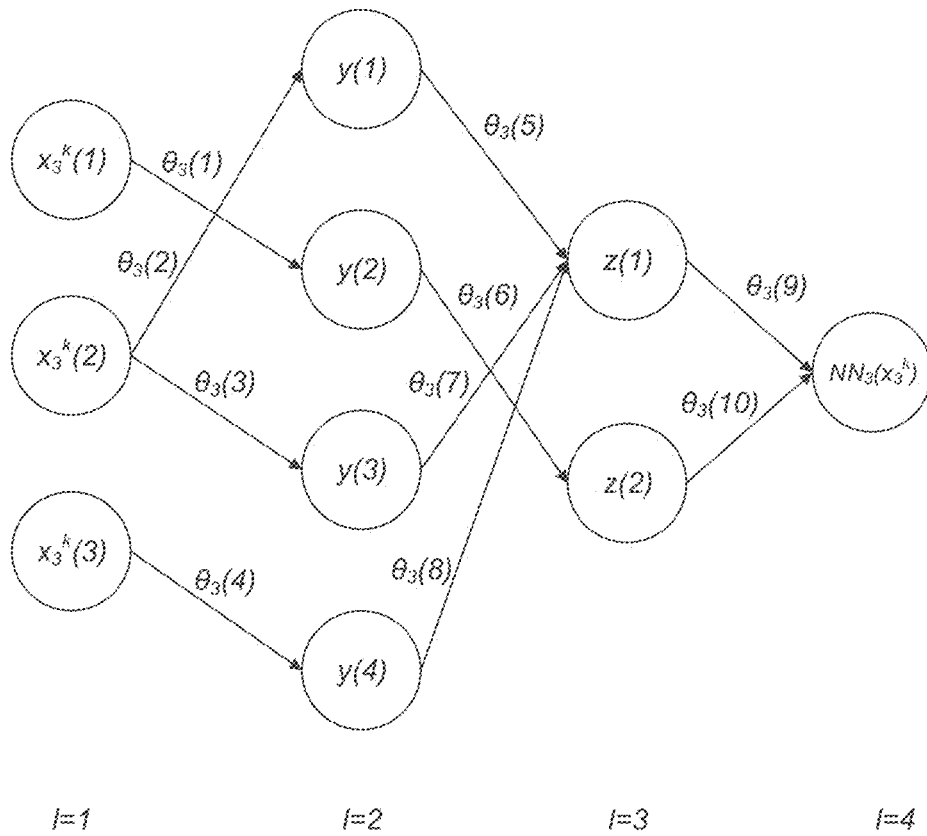 y(1)
θ₃(5)
x₃ᵏ(1)
θ₃(1)
θ₃(2)
y(2)
z(1)
θ₃(6)
θ₃(9)
x₃ᵏ(2)
θ₃(3)
θ₃(7)
NN₃(x₃ᵏ)
θ₃(10)
y(3)
z(2)
x₃ᵏ(3)
θ₃(4)
θ₃(8)
y(4)
l=1 l=2 l=3 l=4